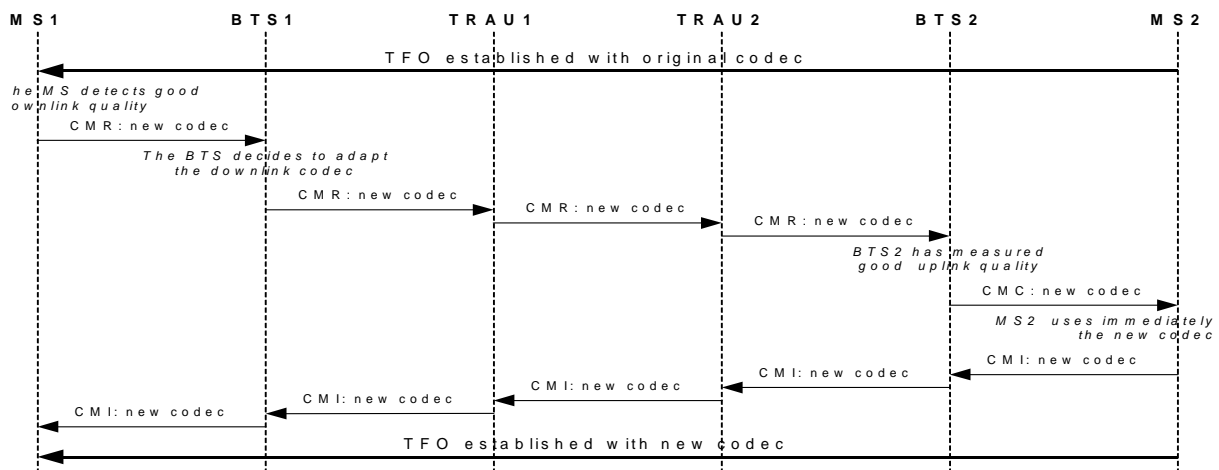 MS1 BTS1 TRAU1 TRAU2 BTS2 MS2
TFO established with original codec
he MS detects good
ownlink quality
CMR: new codec
The BTS decides to adapt
the downlink codec
CMR: new codec
CMR: new codec
CMR: new codec
BTS2 has measured
good uplink quality
CMC: new codec
MS2 uses immediately
the new codec
CMI: new codec
CMI: new codec
CMI: new codec
CMI: new codec
CMI: new codec
TFO established with new codec